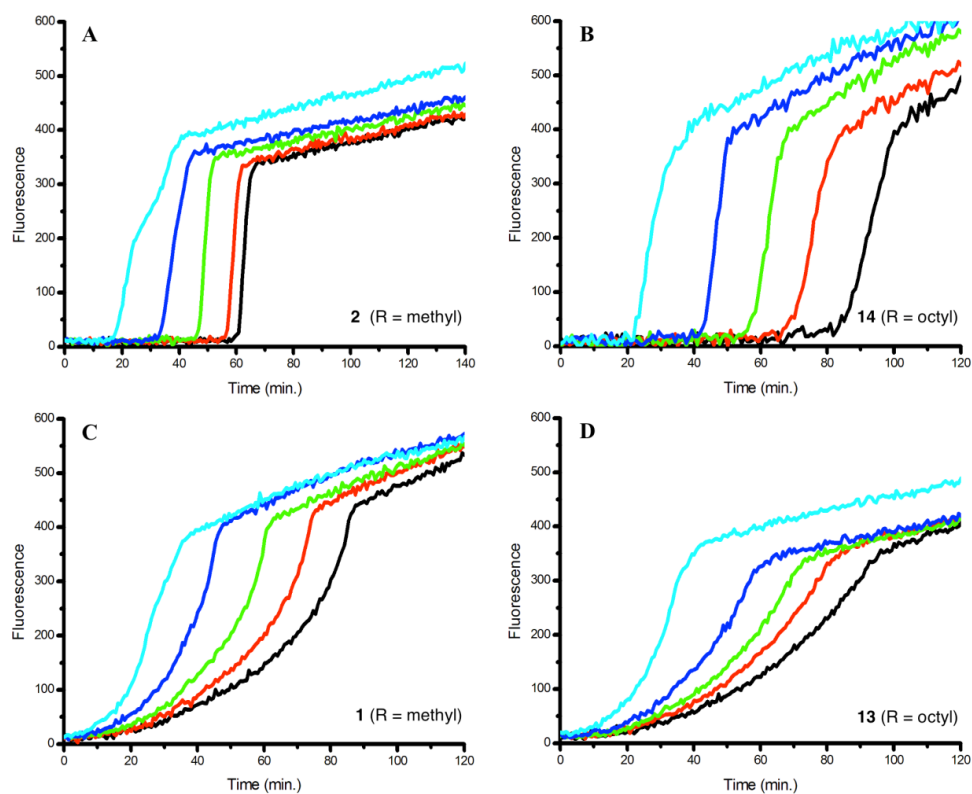 A
600
500
400
300
200
100
0
Fluorescence
0 20 40 60 80 100 120 140
Time (min.)
2 (R = methyl)
B
600
500
400
300
200
100
0
Fluorescence
0 20 40 60 80 100 120
Time (min.)
14 (R = octyl)
C
600
500
400
300
200
100
0
Fluorescence
0 20 40 60 80 100 120
Time (min.)
1 (R = methyl)
D
600
500
400
300
200
100
0
Fluorescence
0 20 40 60 80 100 120
Time (min.)
13 (R = octyl)